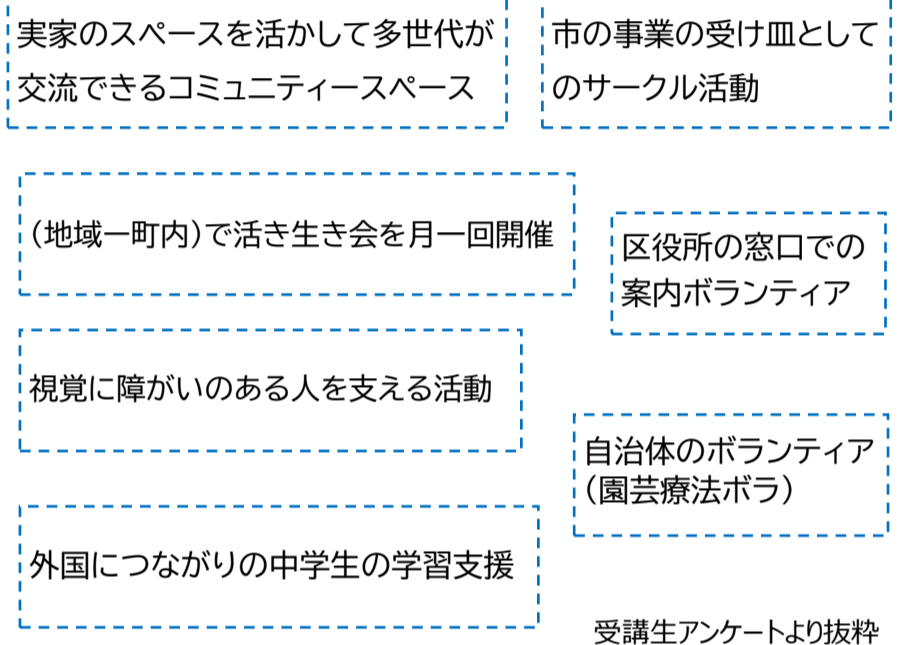 実家のスペースを活かして多世代が
交流できるコミュニティースペース
市の事業の受け皿として
のサークル活動
（地域一町内）で活き生き会を月一回開催
区役所の窓口での
案内ボランティア
視覚に障がいのある人を支える活動
自治体のボランティア
（園芸療法ボラ）
外国につながりの中学生の学習支援
受講生アンケートより抜粋